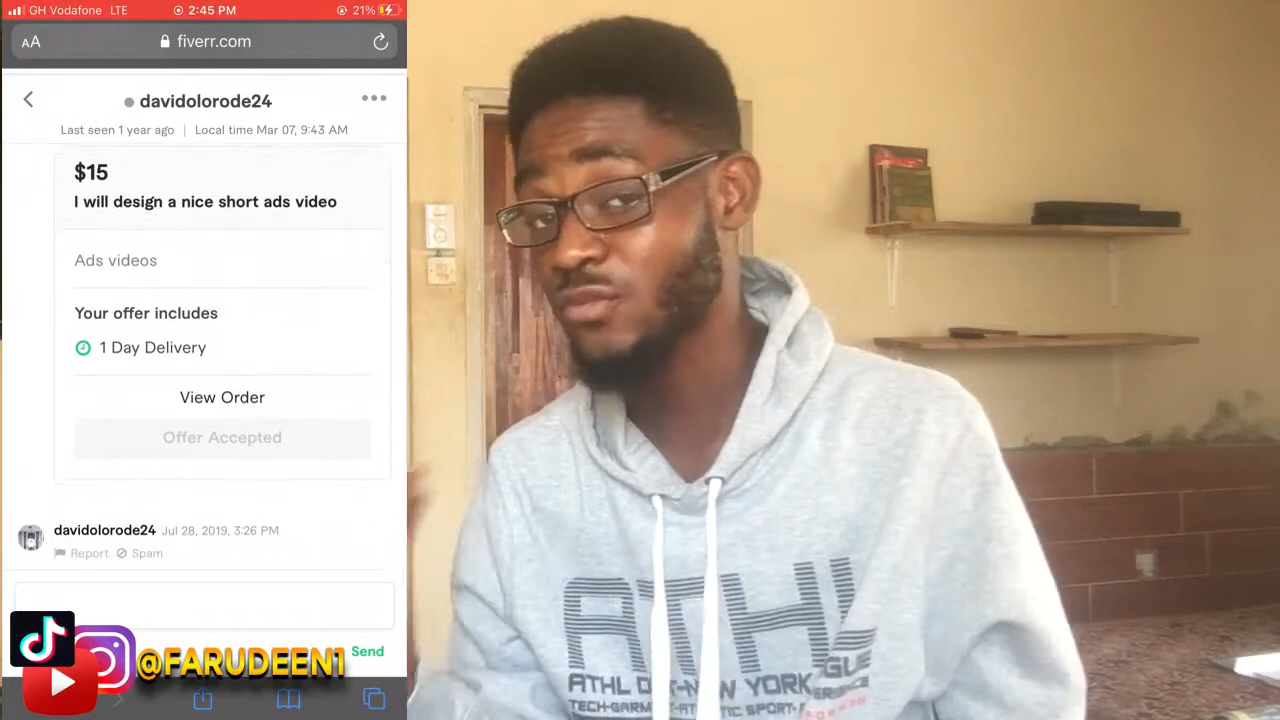 GH Vodafone LTE 2:45 PM 21%
AA fiverr.com
davidolorode24
Last seen 1 year ago | Local time Mar 07, 9:43 AM
$15
I will design a nice short ads video
Ads videos
Your offer includes
1 Day Delivery
View Order
Offer Accepted
davidolorode24 Jul 28, 2019, 3:26 PM
Report Spam
Send
@FARUDEEN1
ATHL
GUE
NEW YORK